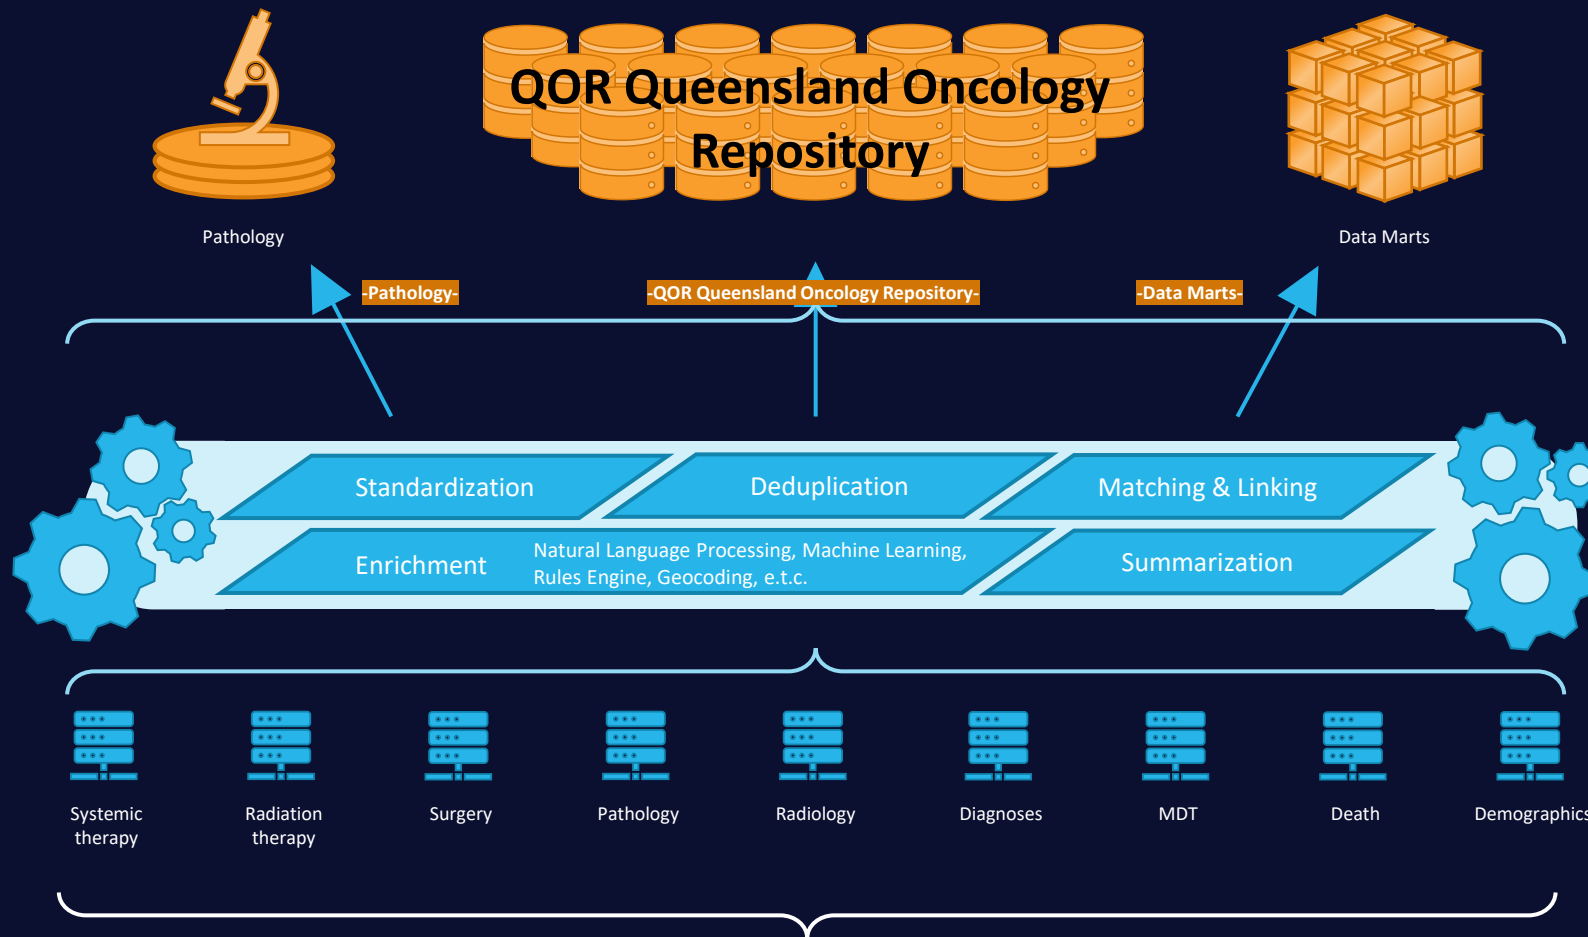 QOR Queensland Oncology
Repository
Pathology
Data Marts
-Pathology-
-QOR Queensland Oncology Repository-
-Data Marts-
Standardization
Deduplication
Matching & Linking
Enrichment
Natural Language Processing, Machine Learning,
Rules Engine, Geocoding, e.t.c.
Summarization
Systemic
therapy
Radiation
therapy
Surgery
Pathology
Radiology
Diagnoses
MDT
Death
Demographics